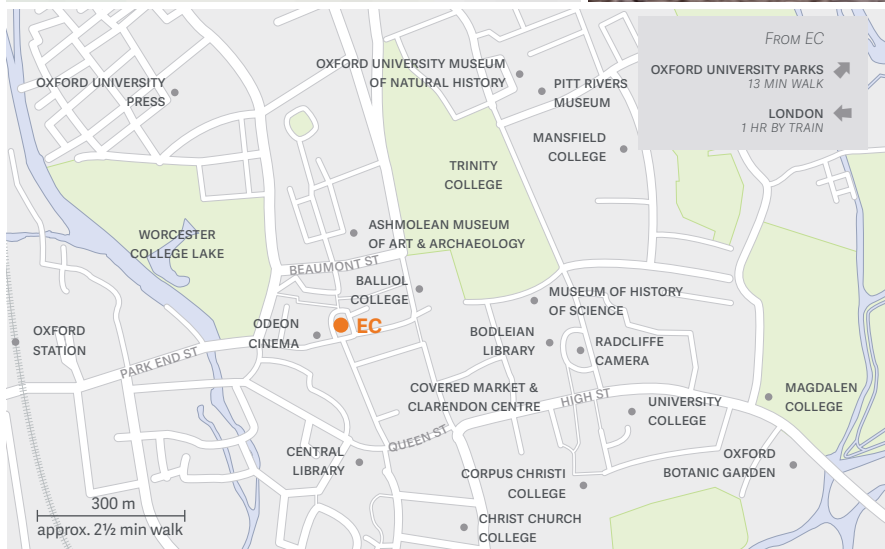 FROM EC
OXFORD UNIVERSITY PARKS
13 MIN WALK
LONDON
1 HR BY TRAIN
OXFORD UNIVERSITY
PRESS
OXFORD UNIVERSITY MUSEUM
OF NATURAL HISTORY
PITT RIVERS
MUSEUM
MANSFIELD
COLLEGE
TRINITY
COLLEGE
WORCESTER
COLLEGE LAKE
ASHMOLEAN MUSEUM
OF ART & ARCHAEOLOGY
BEAUMONT ST
BALLIOL
COLLEGE
MUSEUM OF HISTORY
OF SCIENCE
OXFORD
STATION
ODEON
CINEMA
EC
BODLEIAN
LIBRARY
RADCLIFFE
CAMERA
PARK END ST
COVERED MARKET &
CLARENDON CENTRE
HIGH ST
UNIVERSITY
COLLEGE
MAGDALEN
COLLEGE
QUEEN ST
CENTRAL
LIBRARY
CORPUS CHRISTI
COLLEGE
OXFORD
BOTANIC GARDEN
CHRIST CHURCH
COLLEGE
300 m
approx. 2½ min walk